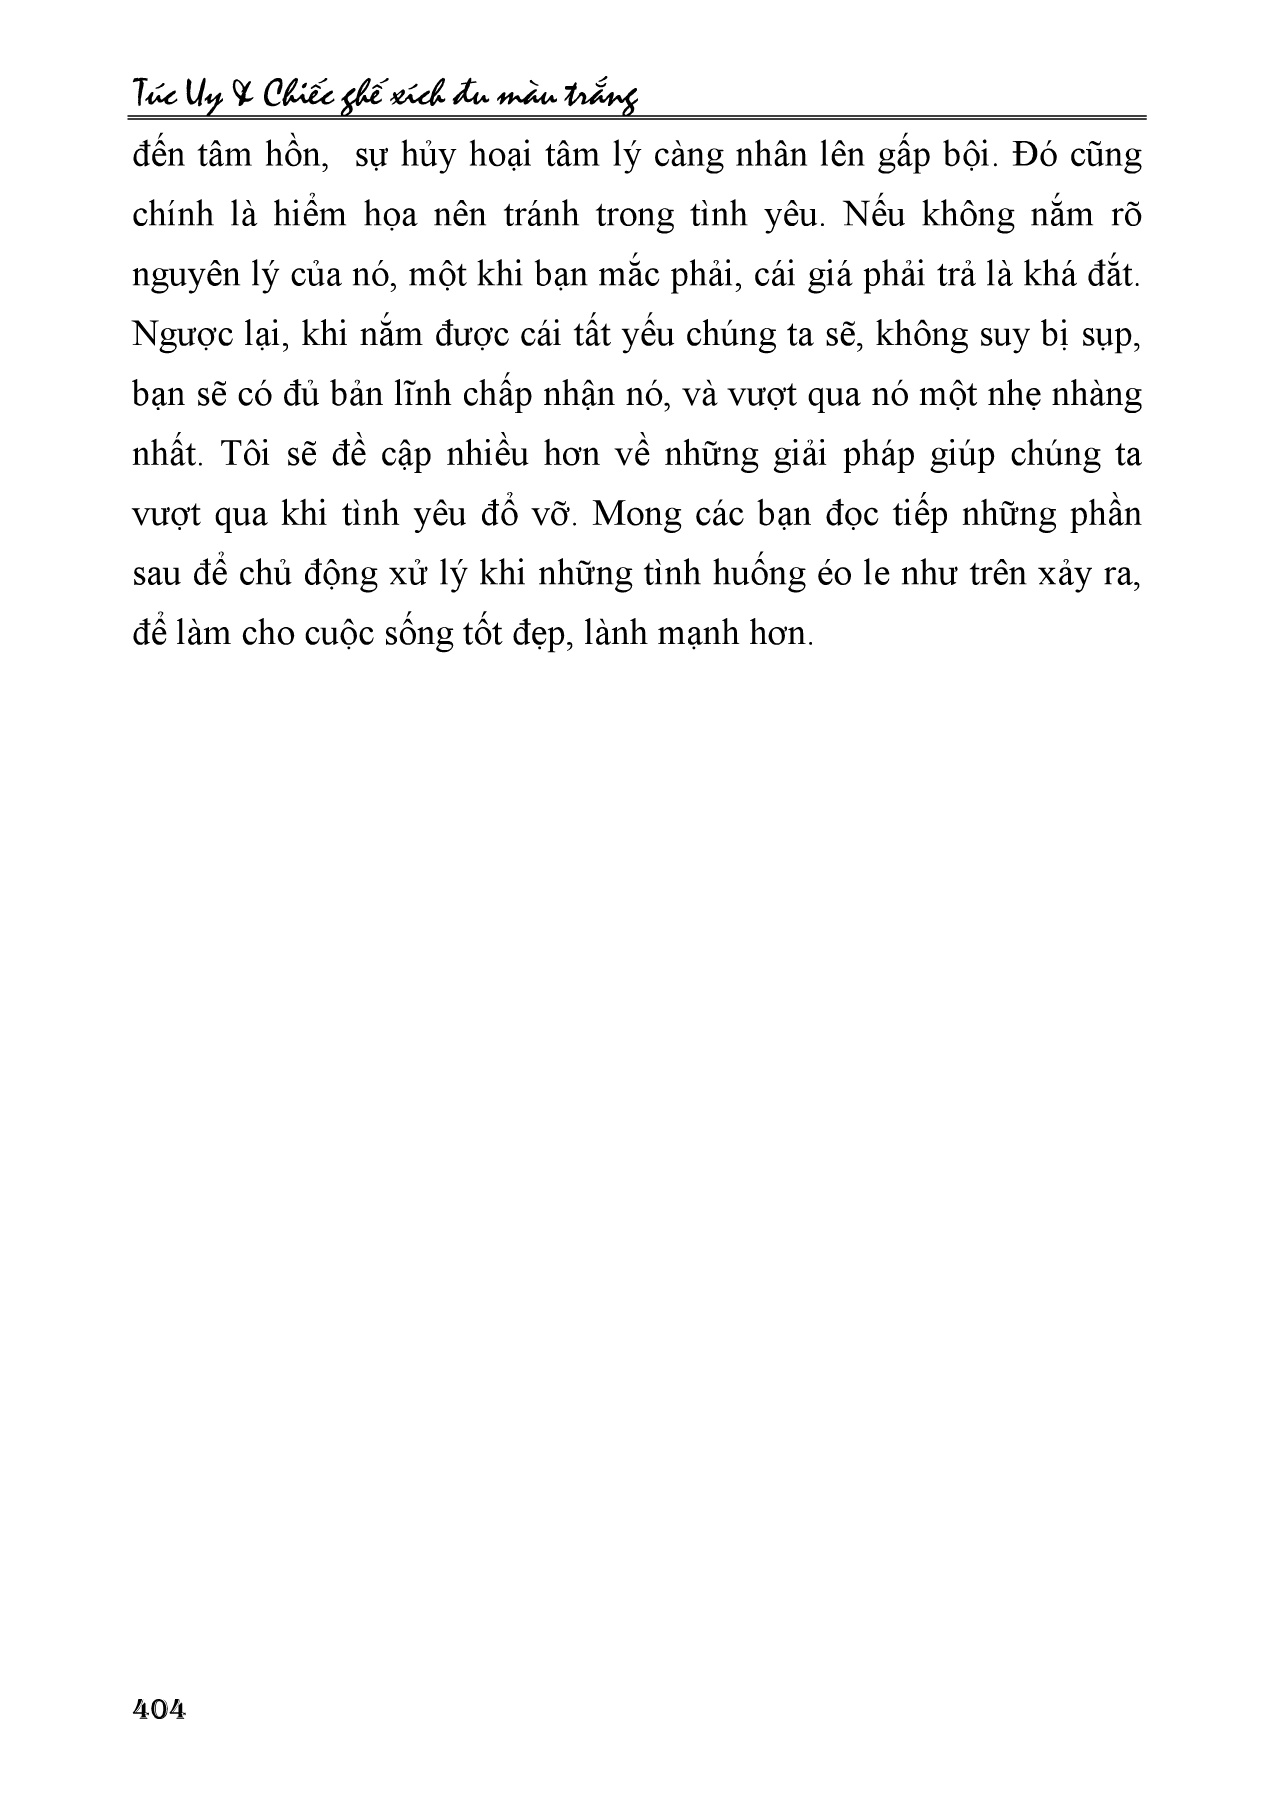 Túc Uy & Chiếc ghế xích đu màu trắng
đến tâm hồn,  sự hủy hoại tâm lý càng nhân lên gấp bội. Đó cũng
chính là hiểm họa nên tránh trong tình yêu. Nếu không nắm rõ
nguyên lý của nó, một khi bạn mắc phải, cái giá phải trả là khá đắt.
Ngược lại, khi nắm được cái tất yếu chúng ta sẽ, không suy bị sụp,
bạn sẽ có đủ bản lĩnh chấp nhận nó, và vượt qua nó một nhẹ nhàng
nhất. Tôi sẽ đề cập nhiều hơn về những giải pháp giúp chúng ta
vượt qua khi tình yêu đổ vỡ. Mong các bạn đọc tiếp những phần
sau để chủ động xử lý khi những tình huống éo le như trên xảy ra,
để làm cho cuộc sống tốt đẹp, lành mạnh hơn.
404